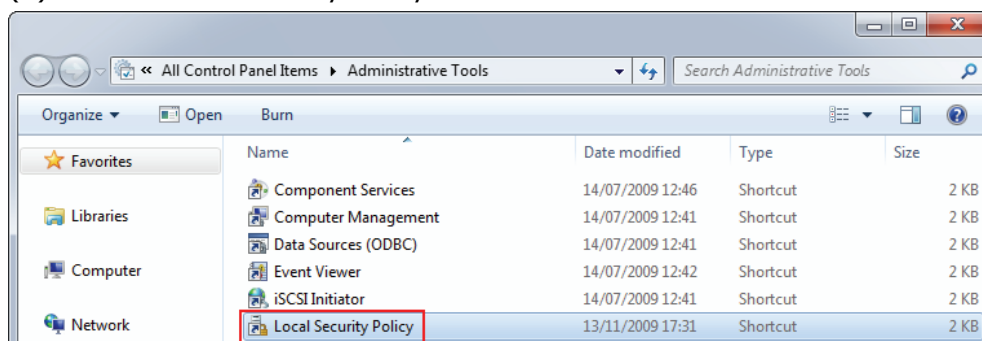 « All Control Panel Items ▸ Administrative Tools Search Administrative Tools
Organize ▼ Open Burn
Name Date modified Type Size
Favorites
Component Services 14/07/2009 12:46 Shortcut 2 KB
Libraries Computer Management 14/07/2009 12:41 Shortcut 2 KB
Data Sources (ODBC) 14/07/2009 12:41 Shortcut 2 KB
Computer Event Viewer 14/07/2009 12:42 Shortcut 2 KB
iSCSI Initiator 14/07/2009 12:41 Shortcut 2 KB
Network Local Security Policy 13/11/2009 17:31 Shortcut 2 KB